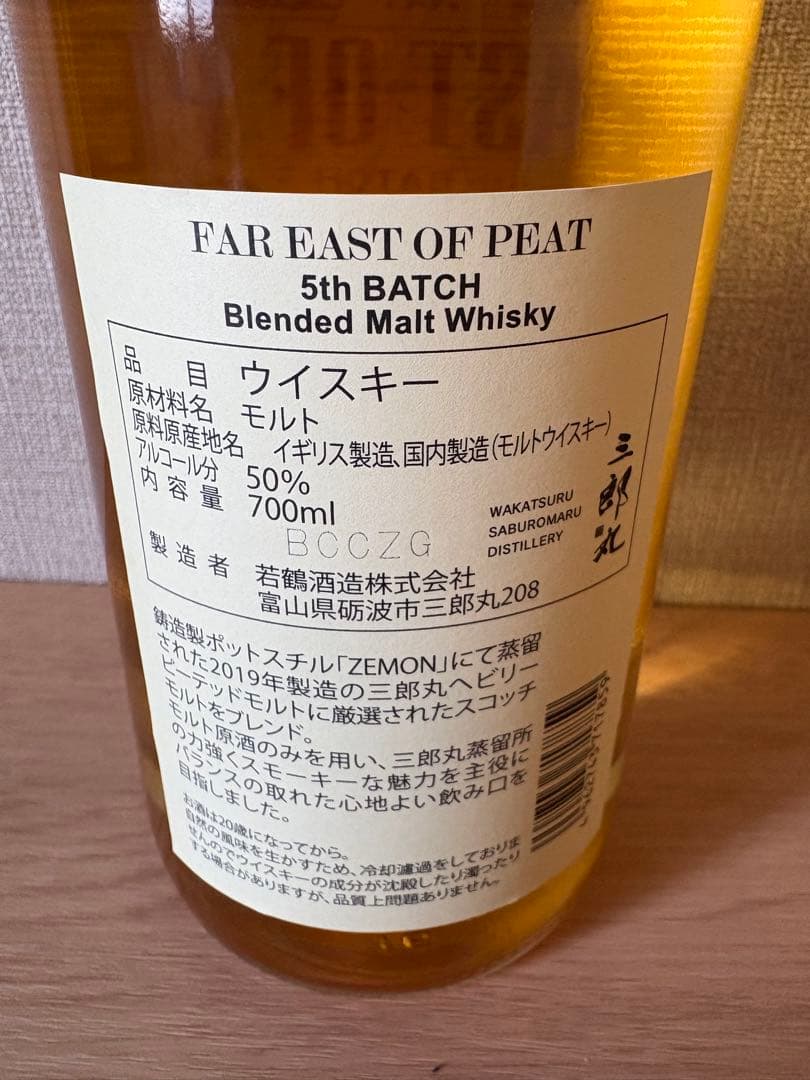 FAR EAST OF PEAT
5th BATCH
Blended Malt Whisky
品目 ウイスキー
原材料名 モルト
原料原産地名 イギリス製造、国内製造(モルトウイスキー)
アルコール分 50%
内容量 700ml
BCCZG
製造者 若鶴酒造株式会社
富山県砺波市三郎丸208
WAKATSURU
SABUROMARU
DISTILLERY
三郎丸
鋳造製ポットスチル「ZEMON」にて蒸留
された2019年製造の三郎丸ヘビリー
ピーテッドモルトに厳選されたスコッチ
モルトをブレンド。
モルト原酒のみを用い、三郎丸蒸留所
の力強くスモーキーな魅力を主役に
バランスの取れた心地よい飲み口を
目指しました。
お酒は20歳になってから。
自然の風味を生かすため、冷却濾過をしておりま
せんのでウイスキーの成分が沈殿したり濁ったり
する場合がありますが、品質上問題ありません。